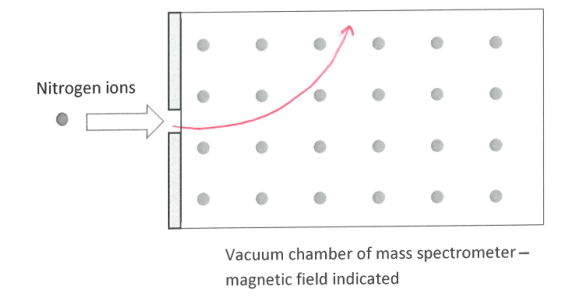 Nitrogen ions
Vacuum chamber of mass spectrometer –
magnetic field indicated